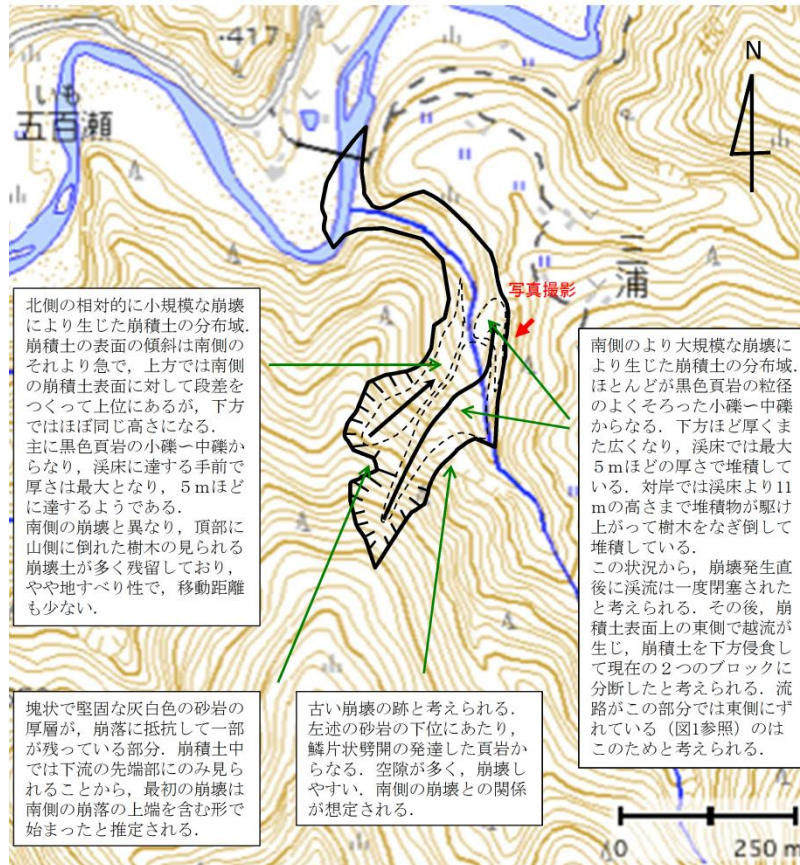 ・417
N
いも
五百瀬
三浦
写真撮影
北側の相対的に小規模な崩壊
により生じた崩積土の分布域．
崩積土の表面の傾斜は南側の
それより急で，上方では南側
の崩積土表面に対して段差を
つくって上位にあるが，下方
ではほぼ同じ高さになる．
主に黒色頁岩の小礫〜中礫か
らなり，渓床に達する手前で
厚さは最大となり，５ｍほど
に達するようである．
南側の崩壊と異なり，頂部に
山側に倒れた樹木の見られる
崩壊土が多く残留しており，
やや地すべり性で，移動距離
も少ない．
南側のより大規模な崩壊に
より生じた崩積土の分布域．
ほとんどが黒色頁岩の粒径
のよくそろった小礫〜中礫
からなる．下方ほど厚くま
た広くなり，渓床では最大
５ｍほどの厚さで堆積して
いる．対岸では渓床より11
ｍの高さまで堆積物が駆け
上がって樹木をなぎ倒して
堆積している．
この状況から，崩壊発生直
後に渓流は一度閉塞された
と考えられる．その後，崩
積土表面上の東側で越流が
生じ，崩積土を下方侵食し
て現在の２つのブロックに
分断したと考えられる．流
路がこの部分では東側にず
れている（図1参照）のは
このためと考えられる．
塊状で堅固な灰白色の砂岩の
厚層が，崩落に抵抗して一部
が残っている部分．崩積土中
では下流の先端部にのみ見ら
れることから，最初の崩壊は
南側の崩落の上端を含む形で
始まったと推定される．
古い崩壊の跡と考えられる．
左述の砂岩の下位にあたり，
鱗片状劈開の発達した頁岩か
らなる．空隙が多く，崩壊し
やすい．南側の崩壊との関係
が想定される．
0 250 m